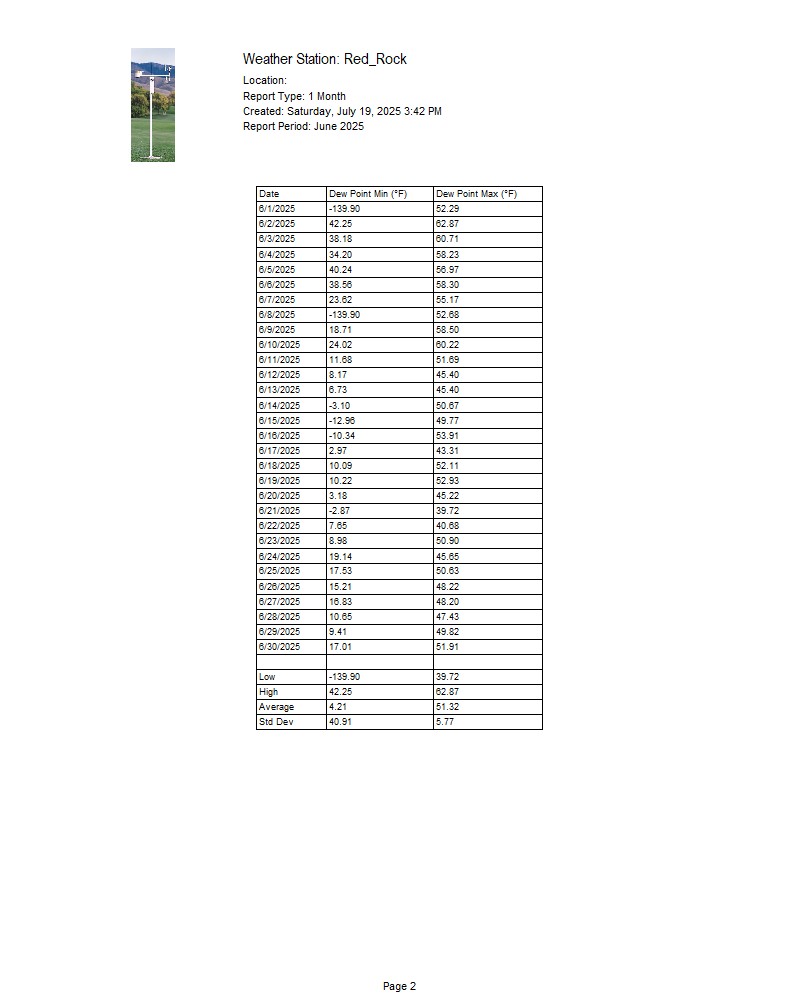 Weather Station: Red_Rock
Location:
Report Type: 1 Month
Created: Saturday, July 19, 2025 3:42 PM
Report Period: June 2025
Date Dew Point Min (°F) Dew Point Max (°F)
6/1/2025 -139.90 52.29
6/2/2025 42.25 62.87
6/3/2025 38.18 60.71
6/4/2025 34.20 58.23
6/5/2025 40.24 56.97
6/6/2025 38.56 58.30
6/7/2025 23.62 55.17
6/8/2025 -139.90 52.68
6/9/2025 18.71 58.50
6/10/2025 24.02 60.22
6/11/2025 11.68 51.69
6/12/2025 8.17 45.40
6/13/2025 6.73 45.40
6/14/2025 -3.10 50.67
6/15/2025 -12.96 49.77
6/16/2025 -10.34 53.91
6/17/2025 2.97 43.31
6/18/2025 10.09 52.11
6/19/2025 10.22 52.93
6/20/2025 3.18 45.22
6/21/2025 -2.87 39.72
6/22/2025 7.65 40.68
6/23/2025 8.98 50.90
6/24/2025 19.14 45.65
6/25/2025 17.53 50.63
6/26/2025 15.21 48.22
6/27/2025 16.83 48.20
6/28/2025 10.65 47.43
6/29/2025 9.41 49.82
6/30/2025 17.01 51.91
Low -139.90 39.72
High 42.25 62.87
Average 4.21 51.32
Std Dev 40.91 5.77
Page 2